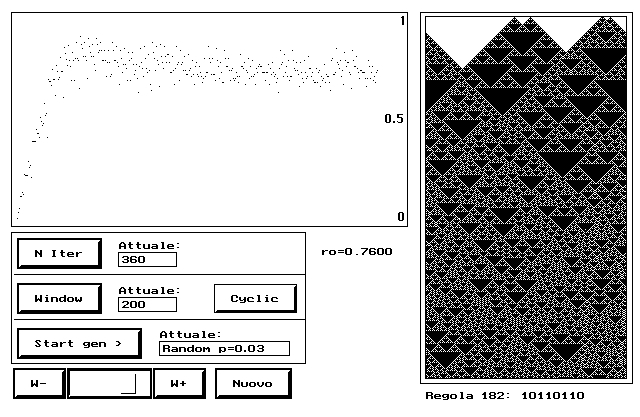 1
0.5
0
N Iter
Attuale:
360
ro=0.7600
Window
Attuale:
200
Cyclic
Start gen >
Attuale:
Random p=0.03
W-
W+
Nuovo
Regola 182: 10110110